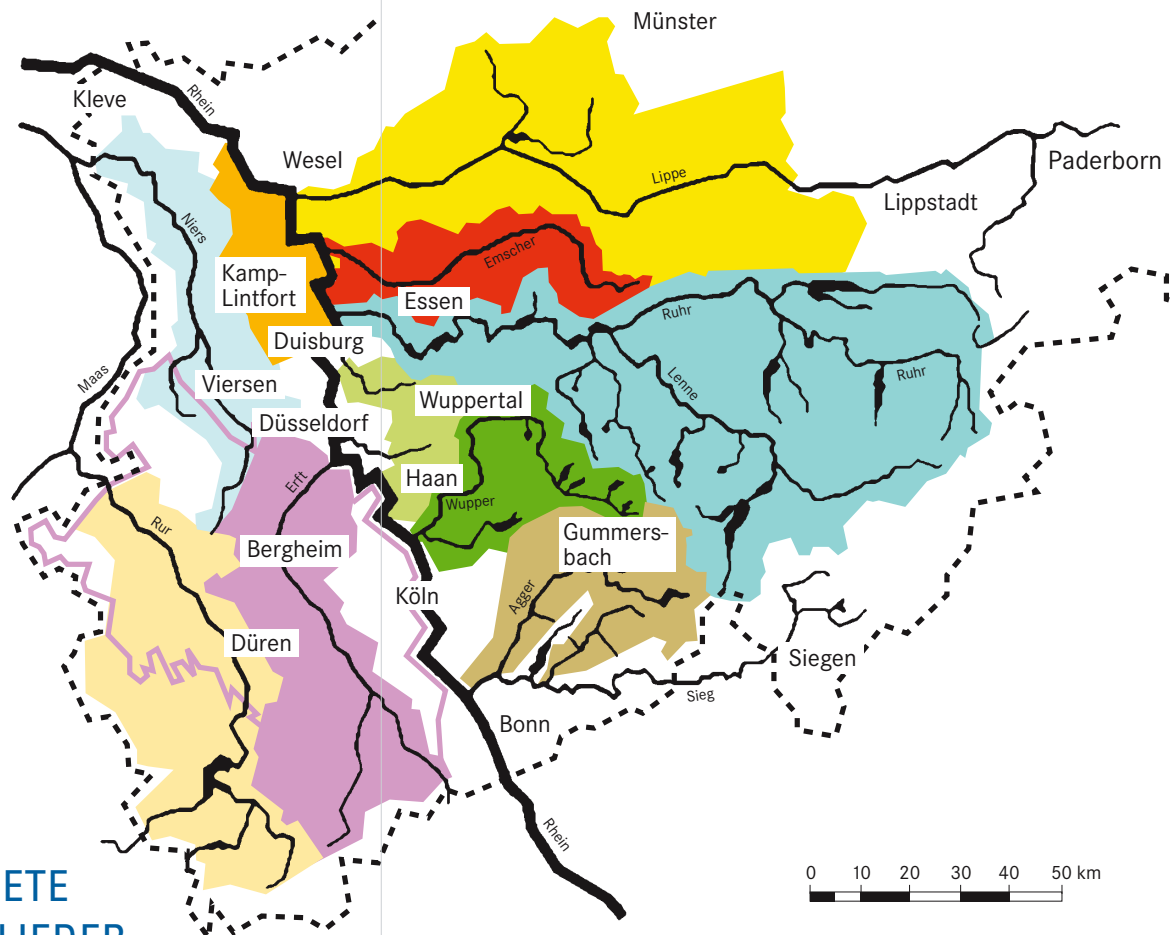 Münster
Kleve
Rhein
Wesel
Paderborn
Lippe
Lippstadt
Niers
Emscher
Kamp-
Lintfort
Essen
Ruhr
Duisburg
Maas
Viersen
Lenne
Ruhr
Wuppertal
Düsseldorf
Haan
Erft
Wupper
Rur
Gummers-
bach
Bergheim
Köln
Agger
Düren
Siegen
Sieg
Bonn
Rhein
0 10 20 30 40 50 km
ETE